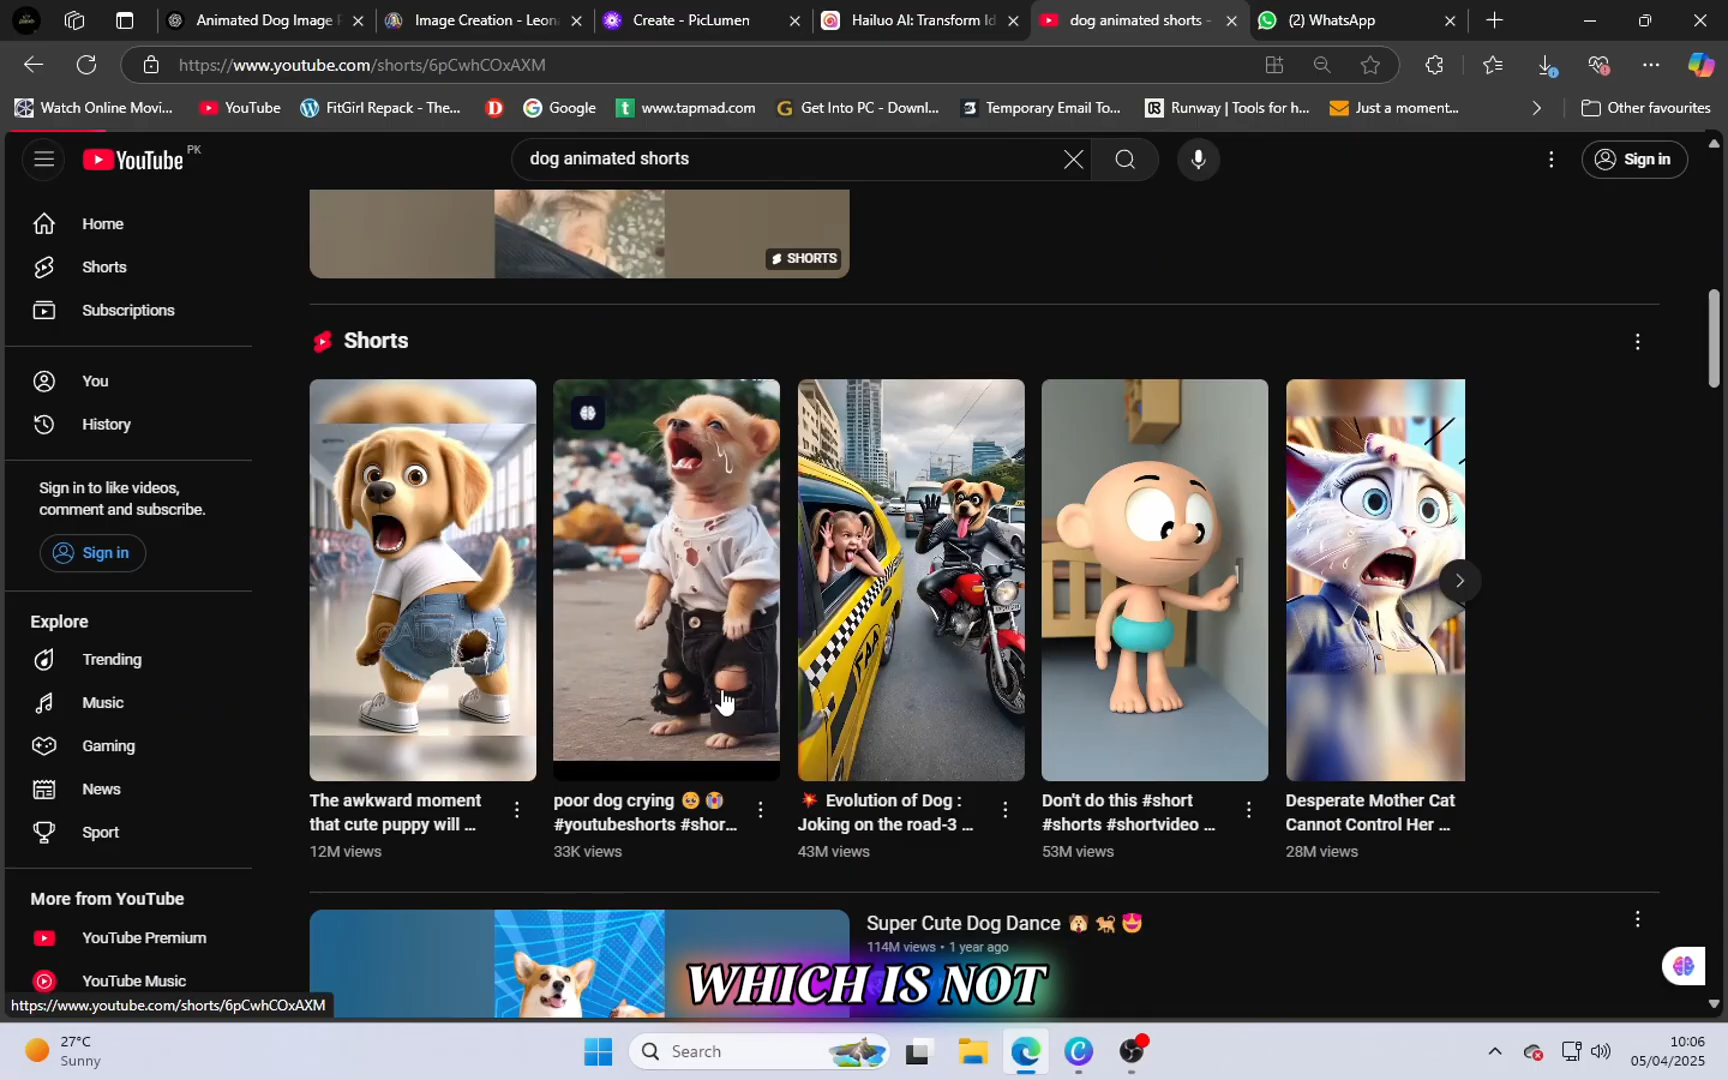 Animated Dog Image
Image Creation - Leon
Create - PicLumen
Hailuo AI: Transform Id
dog animated shorts -
(2) WhatsApp
https://www.youtube.com/shorts/6pCwhCOxAXM
Watch Online Movi...
YouTube
FitGirl Repack - The...
Google
www.tapmad.com
Get Into PC - Downl...
Temporary Email To...
Runway | Tools for h...
Just a moment...
Other favourites
YouTube PK
dog animated shorts
Sign in
Home
Shorts
Subscriptions
You
History
Sign in to like videos,
comment and subscribe.
Sign in
Explore
Trending
Music
Gaming
News
Sport
More from YouTube
YouTube Premium
YouTube Music
https://www.youtube.com/shorts/6pCwhCOxAXM
SHORTS
Shorts
The awkward moment
that cute puppy will ...
12M views
poor dog crying 🥺 😭
#youtubeshorts #shor...
33K views
💥 Evolution of Dog :
Joking on the road-3 ...
43M views
Don't do this #short
#shorts #shortvideo ...
53M views
Desperate Mother Cat
Cannot Control Her ...
28M views
Super Cute Dog Dance 🐶 🐈 😍
114M views • 1 year ago
WHICH IS NOT
27°C
Sunny
Search
10:06
05/04/2025